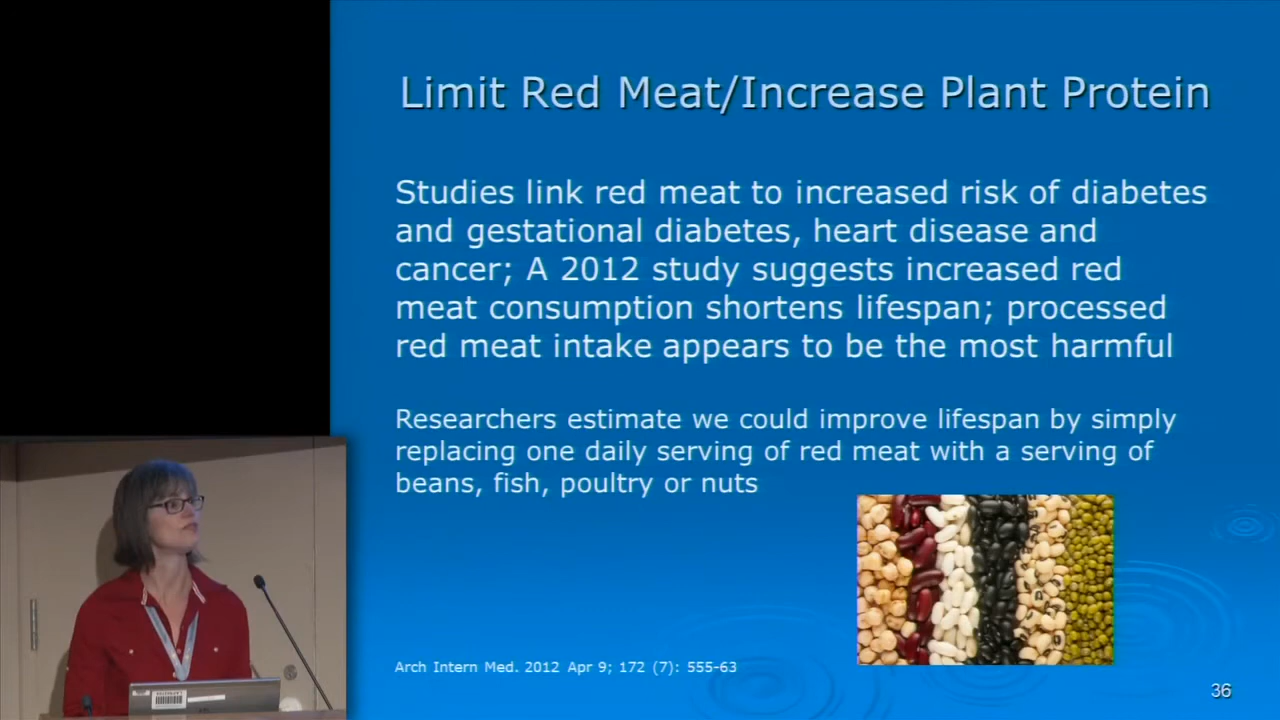 Limit Red Meat/Increase Plant Protein
Studies link red meat to increased risk of diabetes
and gestational diabetes, heart disease and
cancer; A 2012 study suggests increased red
meat consumption shortens lifespan; processed
red meat intake appears to be the most harmful
Researchers estimate we could improve lifespan by simply
replacing one daily serving of red meat with a serving of
beans, fish, poultry or nuts
Arch Intern Med. 2012 Apr 9; 172 (7): 555-63
36